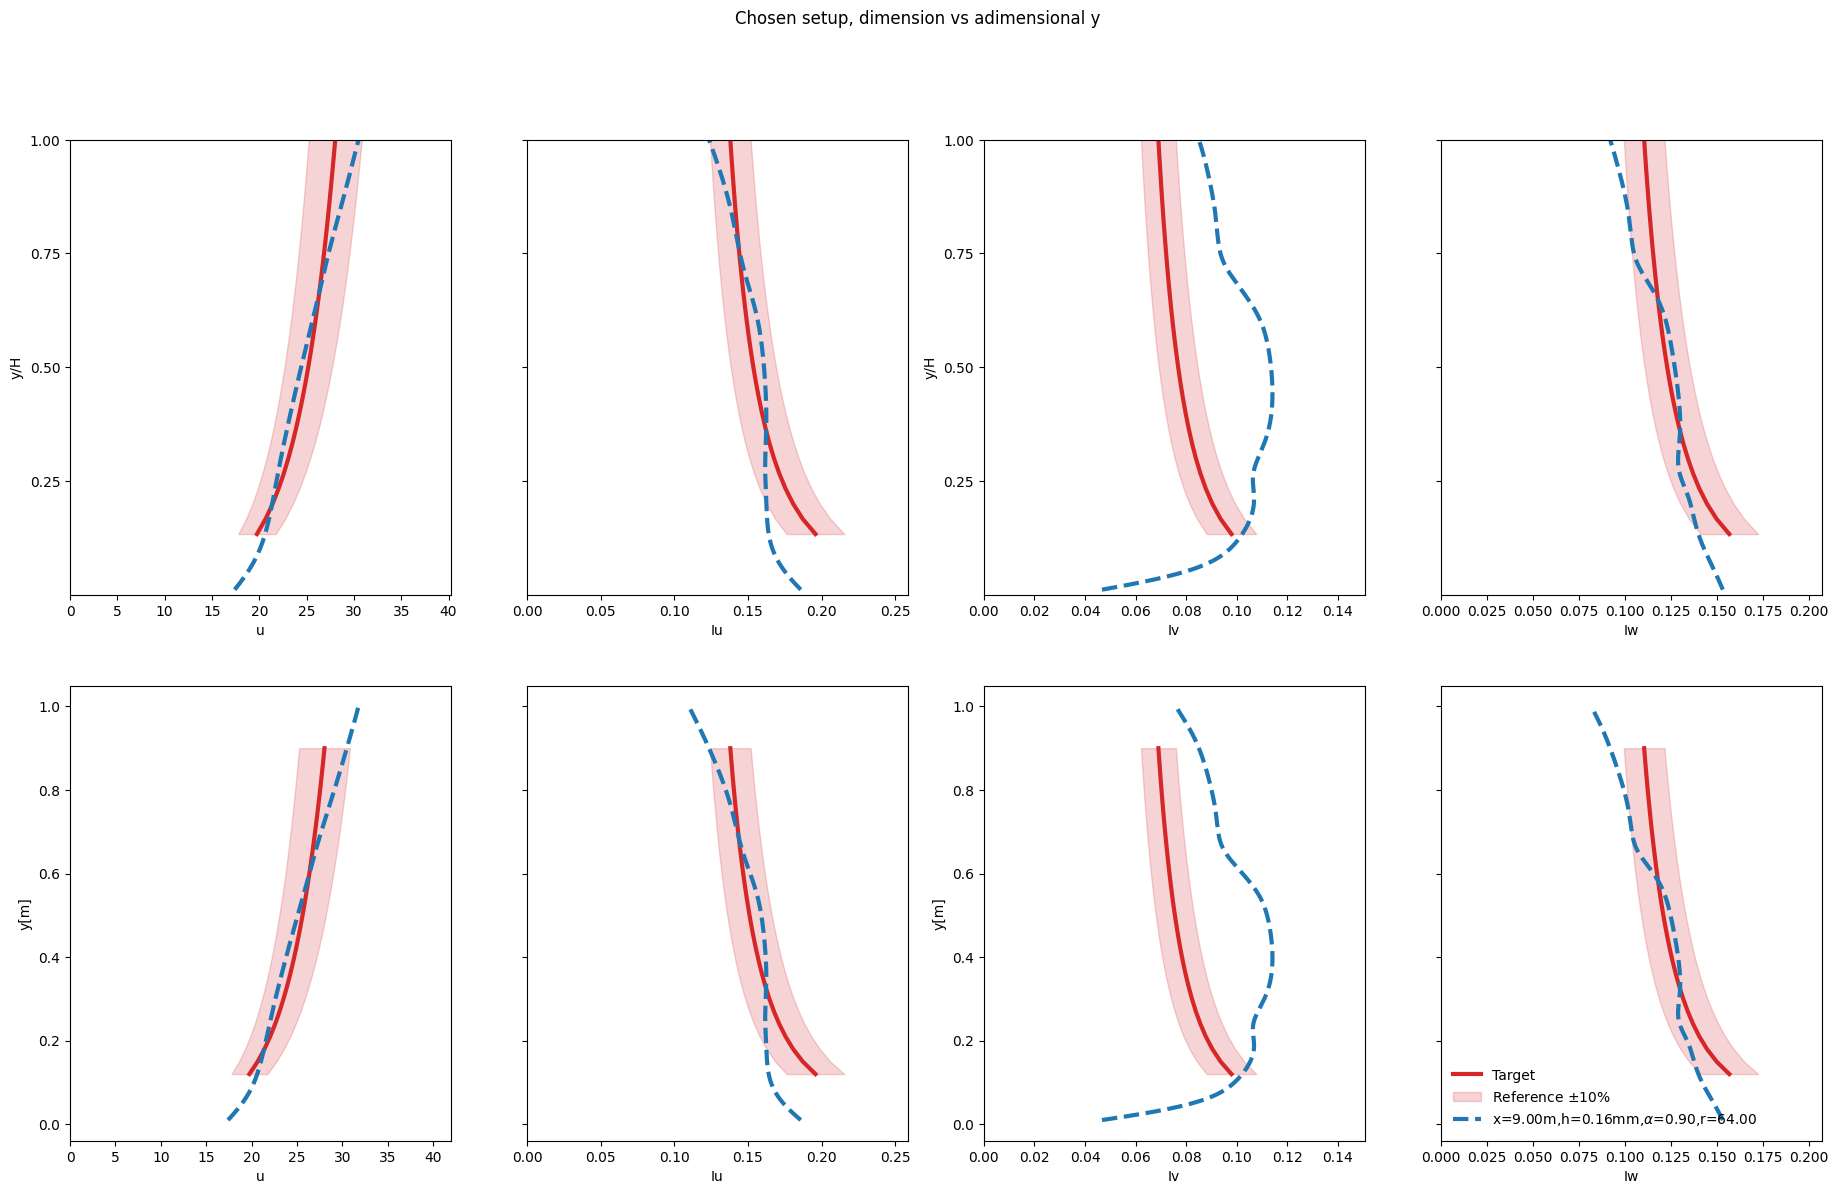 Chosen setup, dimension vs adimensional y
y/H
1.00
0.75
0.50
0.25
0 5 10 15 20 25 30 35 40
u
0.00 0.05 0.10 0.15 0.20 0.25
Iu
y/H
1.00
0.75
0.50
0.25
0.00 0.02 0.04 0.06 0.08 0.10 0.12 0.14
Iv
0.000 0.025 0.050 0.075 0.100 0.125 0.150 0.175 0.200
Iw
y[m]
1.0
0.8
0.6
0.4
0.2
0.0
0 5 10 15 20 25 30 35 40
u
0.00 0.05 0.10 0.15 0.20 0.25
Iu
y[m]
1.0
0.8
0.6
0.4
0.2
0.0
0.00 0.02 0.04 0.06 0.08 0.10 0.12 0.14
Iv
Target
Reference ±10%
x=9.00m,h=0.16mm,α=0.90,r=64.00
0.000 0.025 0.050 0.075 0.100 0.125 0.150 0.175 0.200
Iw